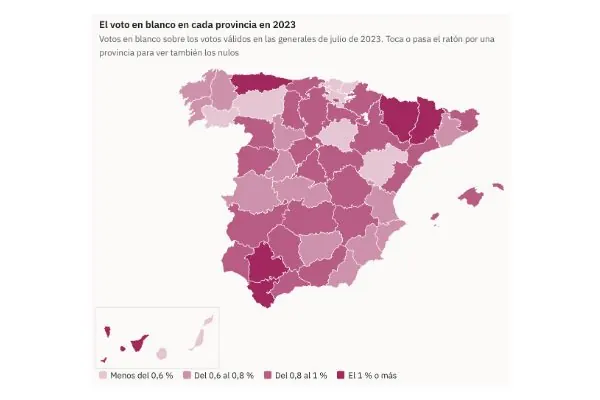 El voto en blanco en cada provincia en 2023
Votos en blanco sobre los votos válidos en las generales de julio de 2023. Toca o pasa el ratón por una
provincia para ver también los nulos
Menos del 0,6 % Del 0,6 al 0,8 % Del 0,8 al 1 % El 1 % o más